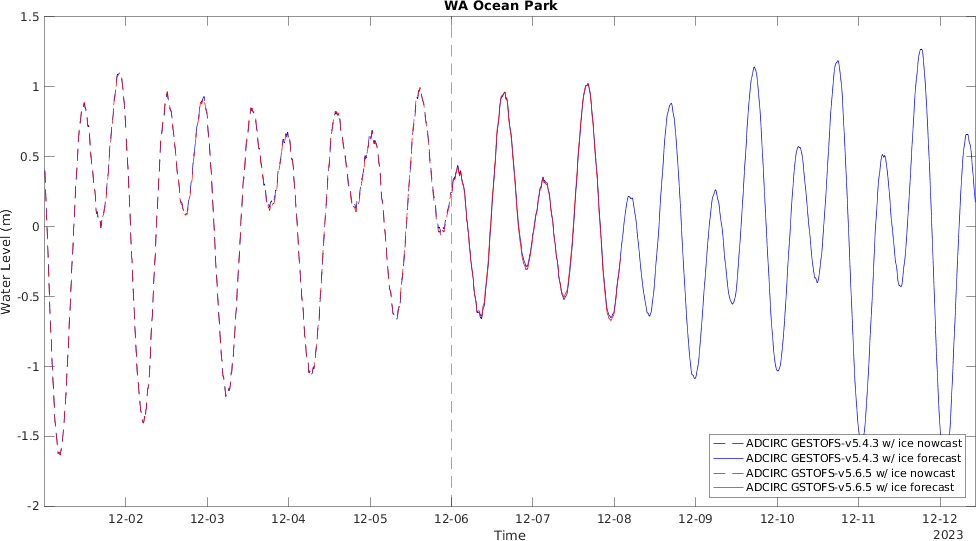 WA Ocean Park
1.5
1
0.5
0
-0.5
-1
-1.5
-2
Water Level (m)
12-02 12-03 12-04 12-05 12-06 12-07 12-08 12-09 12-10 12-11 12-12
Time
2023
ADCIRC GESTOFS-v5.4.3 w/ ice nowcast
ADCIRC GESTOFS-v5.4.3 w/ ice forecast
ADCIRC GSTOFS-v5.6.5 w/ ice nowcast
ADCIRC GSTOFS-v5.6.5 w/ ice forecast